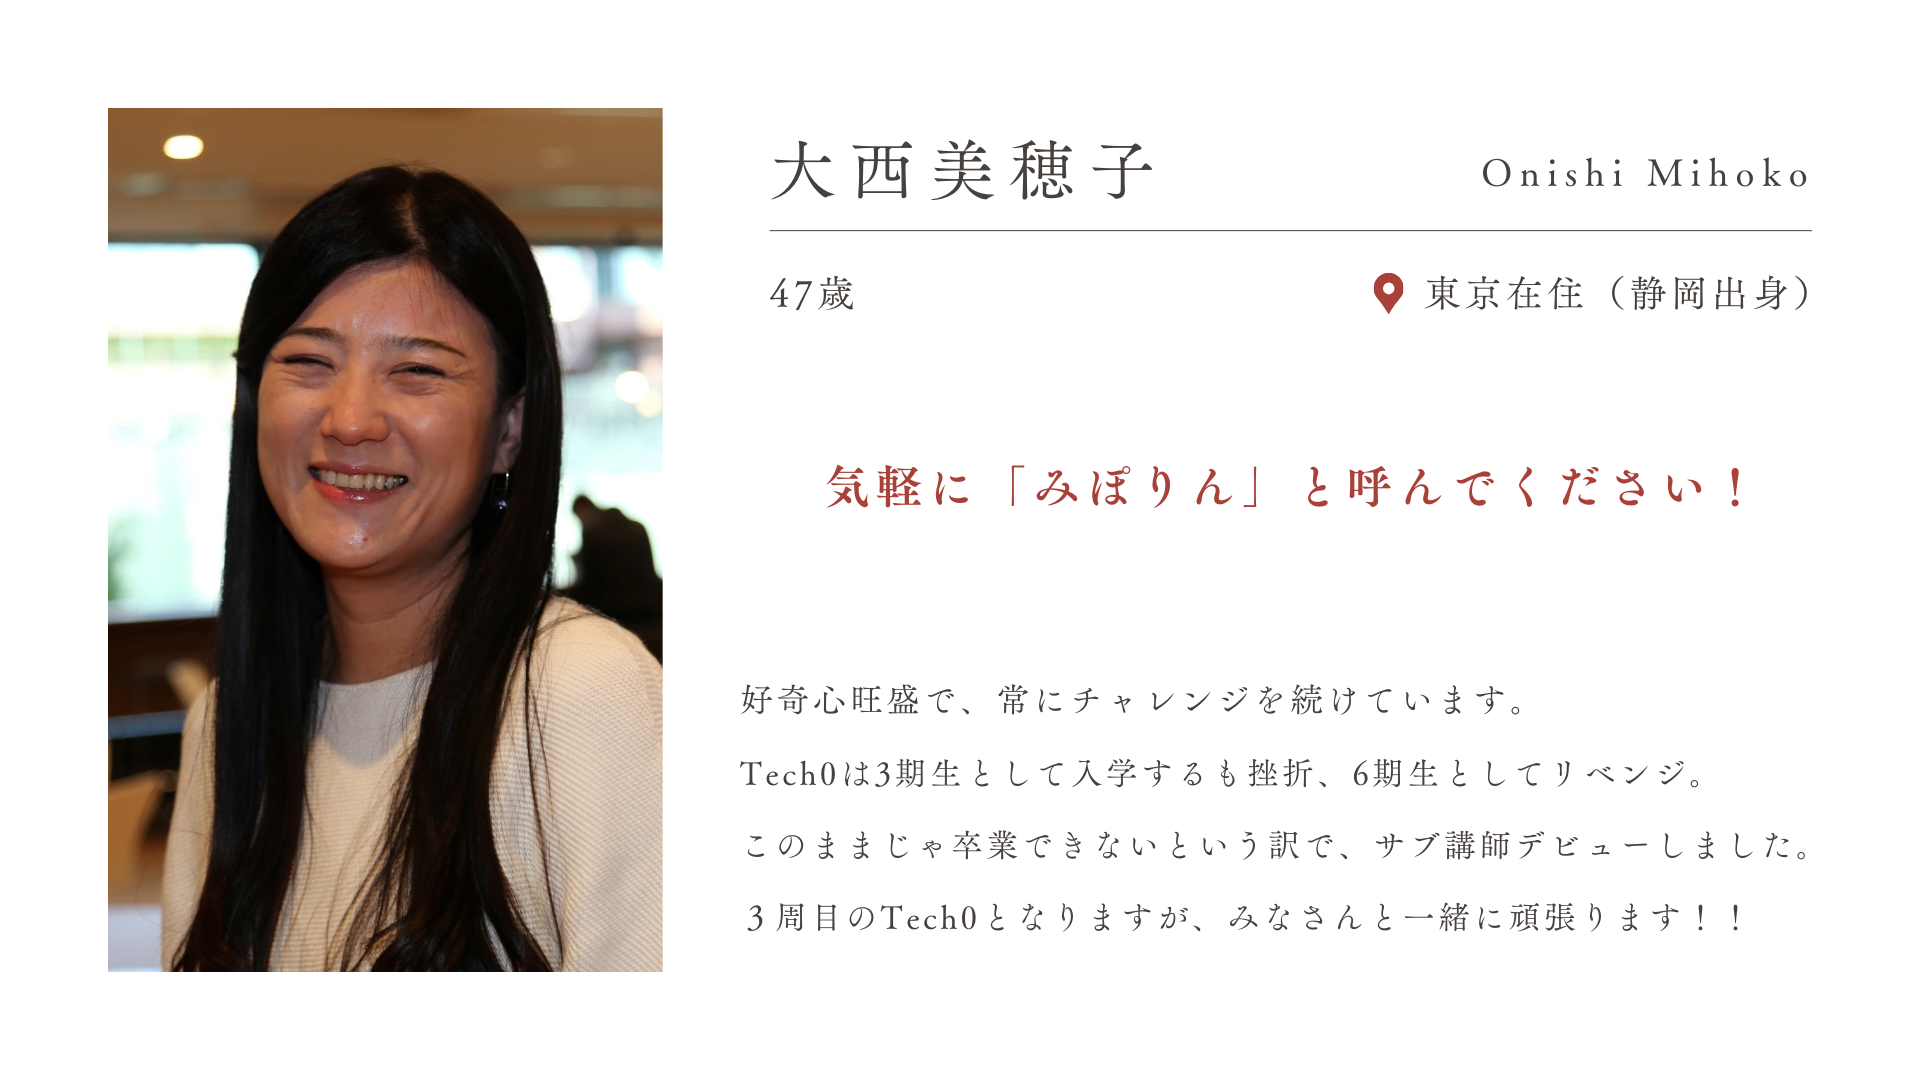 大西美穂子
Onishi Mihoko
47歳
東京在住（静岡出身）
気軽に「みぽりん」と呼んでください！
好奇心旺盛で、常にチャレンジを続けています。
Tech0は3期生として入学するも挫折、6期生としてリベンジ。
このままじゃ卒業できないという訳で、サブ講師デビューしました。
３周目のTech0となりますが、みなさんと一緒に頑張ります！！